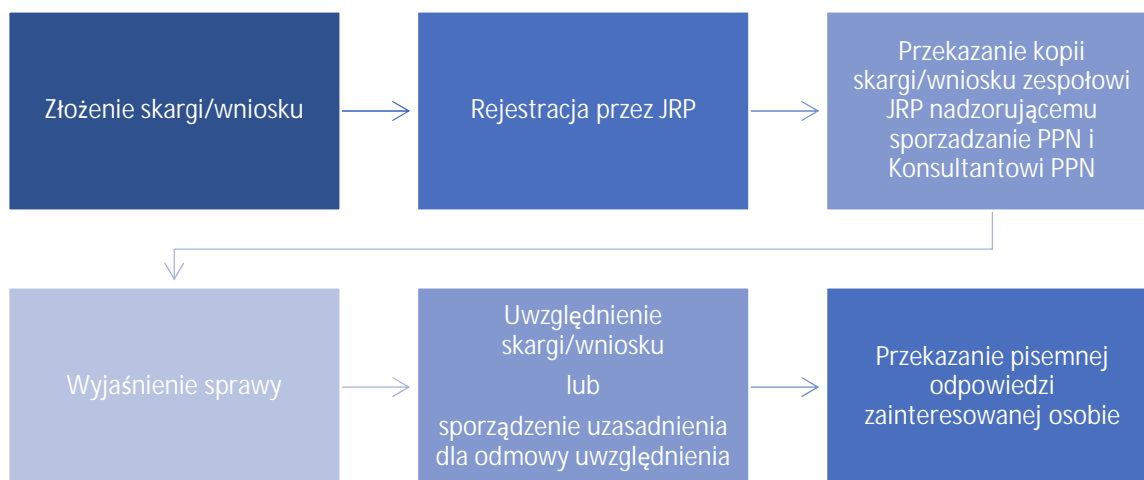 Złożenie skargi/wniosku
Rejestracja przez JRP
Przekazanie kopii
skargi/wniosku zespołowi
JRP nadzorującemu
sporzadzanie PPN i
Konsultantowi PPN
Wyjaśnienie sprawy
Uwzględnienie
skargi/wniosku
lub
sporządzenie uzasadnienia
dla odmowy uwzględnienia
Przekazanie pisemnej
odpowiedzi
zainteresowanej osobie